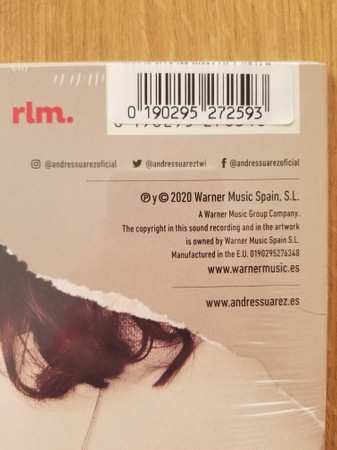 rlm.
0 190295 272593
@andressuarezoficial @andressuareztwi @andressuarezoficial
℗ y © 2020 Warner Music Spain, S.L.
A Warner Music Group Company.
The copyright in this sound recording and in the artwork
is owned by Warner Music Spain S.L.
Manufactured in the E.U. 0190295276348
www.warnermusic.es
www.andressuarez.es